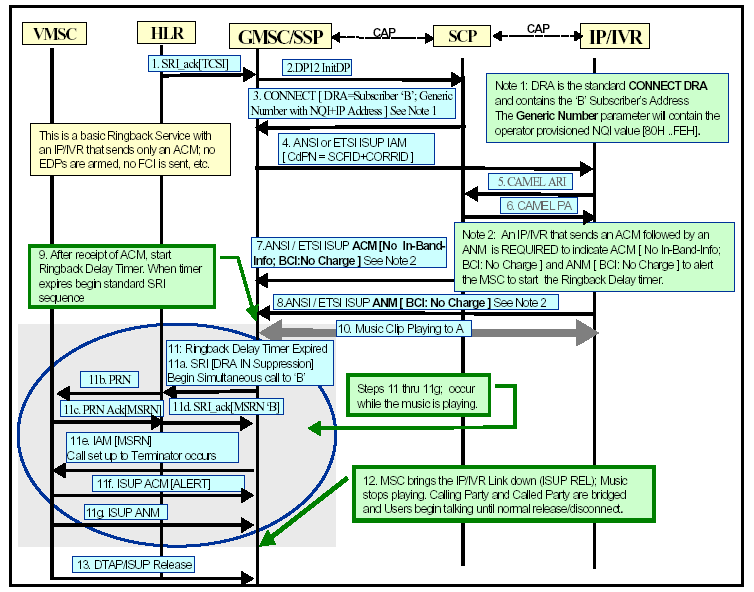 VMSC
HLR
GMSC/SSP
CAP
SCP
CAP
IP/IVR
1. SRI_ack[TCSI]
2.DP12 InitDP
3. CONNECT [ DRA=Subscriber 'B'; Generic
Number with NQI+IP Address ] See Note 1
Note 1: DRA is the standard CONNECT DRA
and contains the 'B' Subscriber's Address
The Generic Number parameter will contain the
operator provisioned NQI value [80H ..FEH].
This is a basic Ringback Service with
an IP/IVR that sends only an ACM; no
EDPs are armed, no FCI is sent, etc.
4. ANSI or ETSI ISUP IAM
[ CdPN = SCFID+CORRID ]
5. CAMEL ARI
6. CAMEL PA
Note 2: An IP/IVR that sends an ACM followed by an
ANM is REQUIRED to indicate ACM [ No In-Band-Info;
BCI: No Charge ] and ANM [ BCI: No Charge ] to alert
the MSC to start the Ringback Delay timer.
7.ANSI / ETSI ISUP ACM [No In-Band-
Info; BCI:No Charge ] See Note 2
9. After receipt of ACM, start
Ringback Delay Timer. When timer
expires begin standard SRI
sequence
8.ANSI / ETSI ISUP ANM [ BCI: No Charge ] See Note 2
10. Music Clip Playing to A
11: Ringback Delay Timer Expired
11a. SRI [DRA IN Suppression]
Begin Simultaneous call to 'B'
11b. PRN
11c. PRN Ack[MSRN]
11d. SRI_ack[MSRN 'B]
Steps 11 thru 11g; occur
while the music is playing.
11e. IAM [MSRN]
Call set up to Terminator occurs
11f. ISUP ACM [ALERT]
11g. ISUP ANM
12. MSC brings the IP/IVR Link down (ISUP REL); Music
stops playing. Calling Party and Called Party are bridged
and Users begin talking until normal release/disconnect.
13. DTAP/ISUP Release